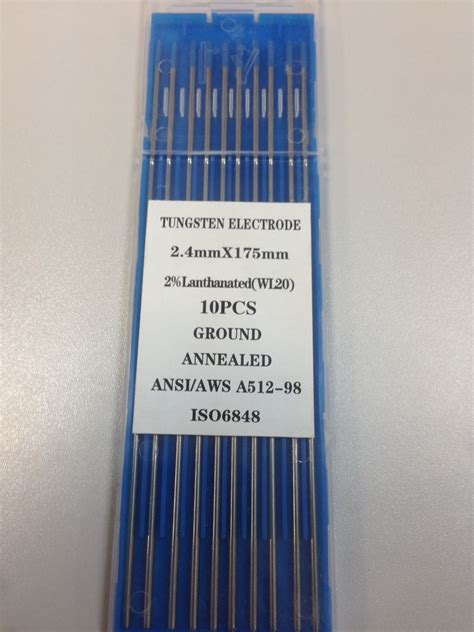 TUNGSTEN ELECTRODE
2.4mmX175mm
2%Lanthanated(WL20)
10PCS
GROUND
ANNEALED
ANSI/AWS A512-98
ISO6848